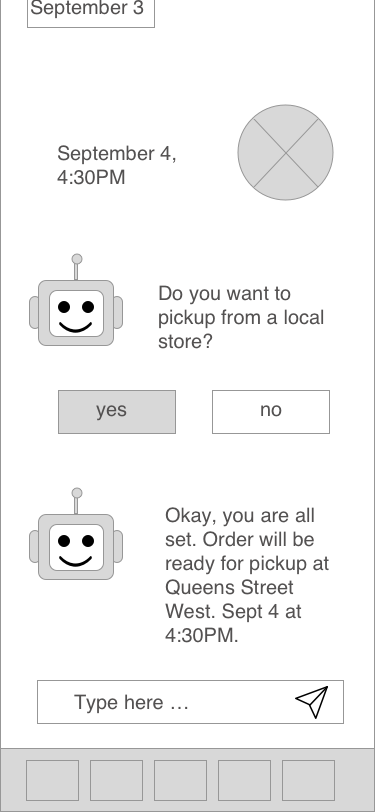 September 3
September 4,
4:30PM
Do you want to
pickup from a local
store?
yes
no
Okay, you are all
set. Order will be
ready for pickup at
Queens Street
West. Sept 4 at
4:30PM.
Type here ...